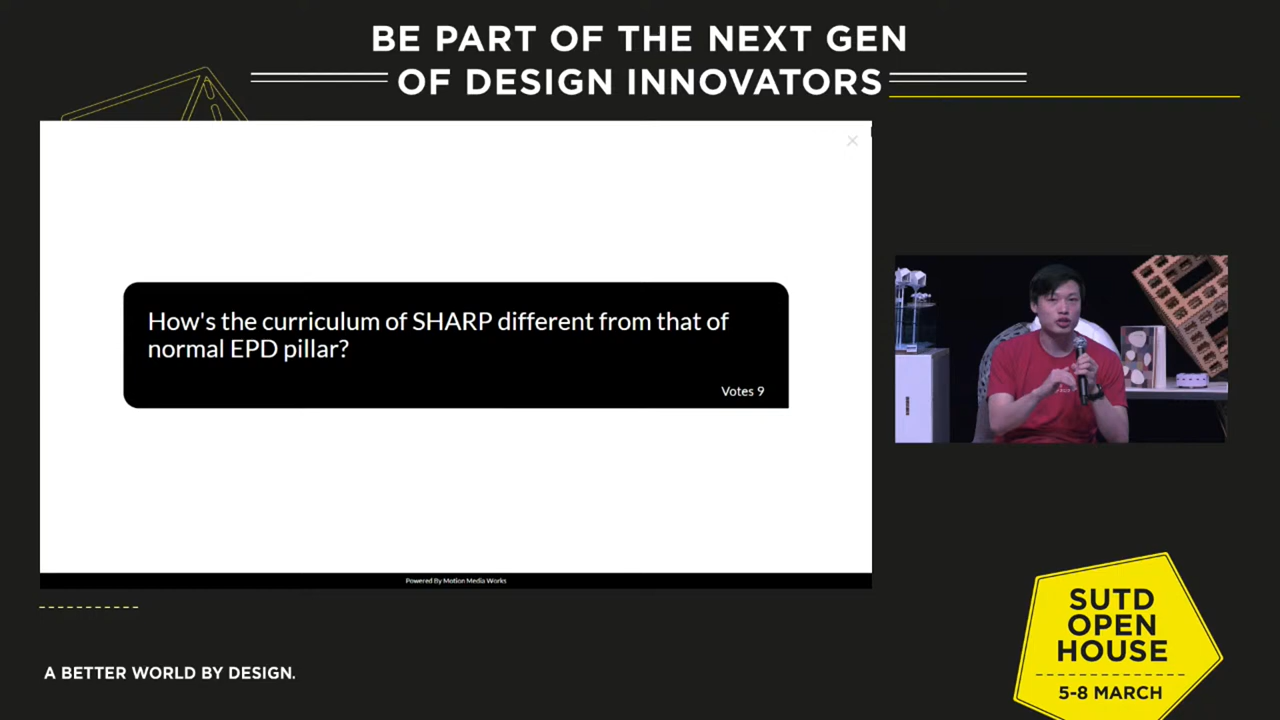 BE PART OF THE NEXT GEN
OF DESIGN INNOVATORS
How's the curriculum of SHARP different from that of
normal EPD pillar?
Votes 9
Powered By Motion Media Works
A BETTER WORLD BY DESIGN.
SUTD
OPEN
HOUSE
5-8 MARCH